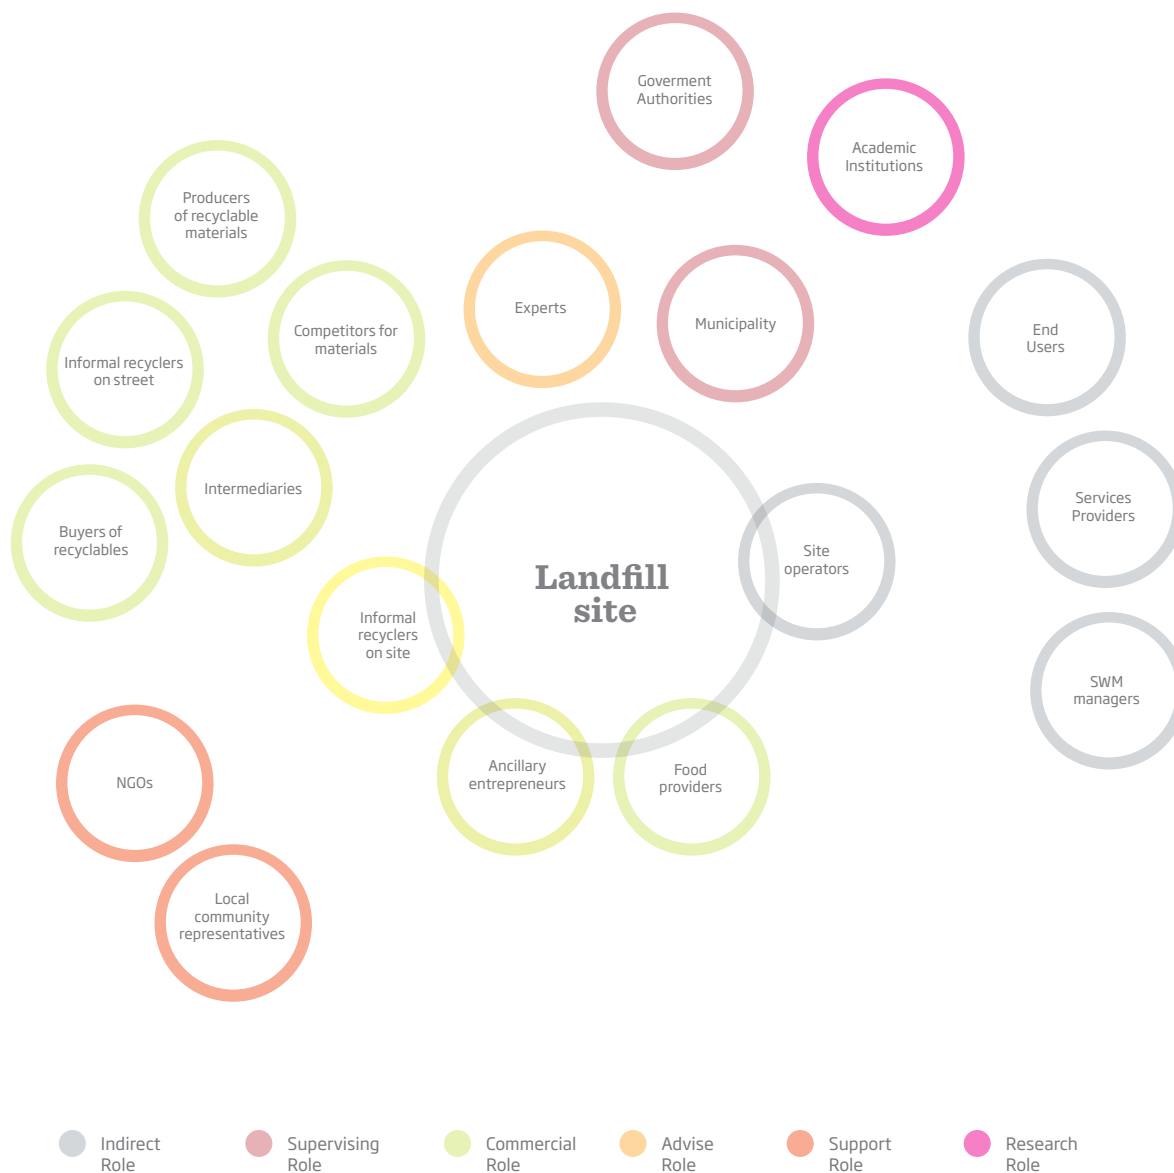 Goverment
Authorities
Academic
Institutions
Producers
of recyclable
materials
Experts
Municipality
Competitors for
materials
End
Users
Informal recyclers
on street
Intermediaries
Services
Providers
Buyers of
recyclables
Site
operators
Landfill
site
Informal
recyclers
on site
SWM
managers
NGOs
Ancillary
entrepreneurs
Food
providers
Local
community
representatives
Indirect
Role
Supervising
Role
Commercial
Role
Advise
Role
Support
Role
Research
Role